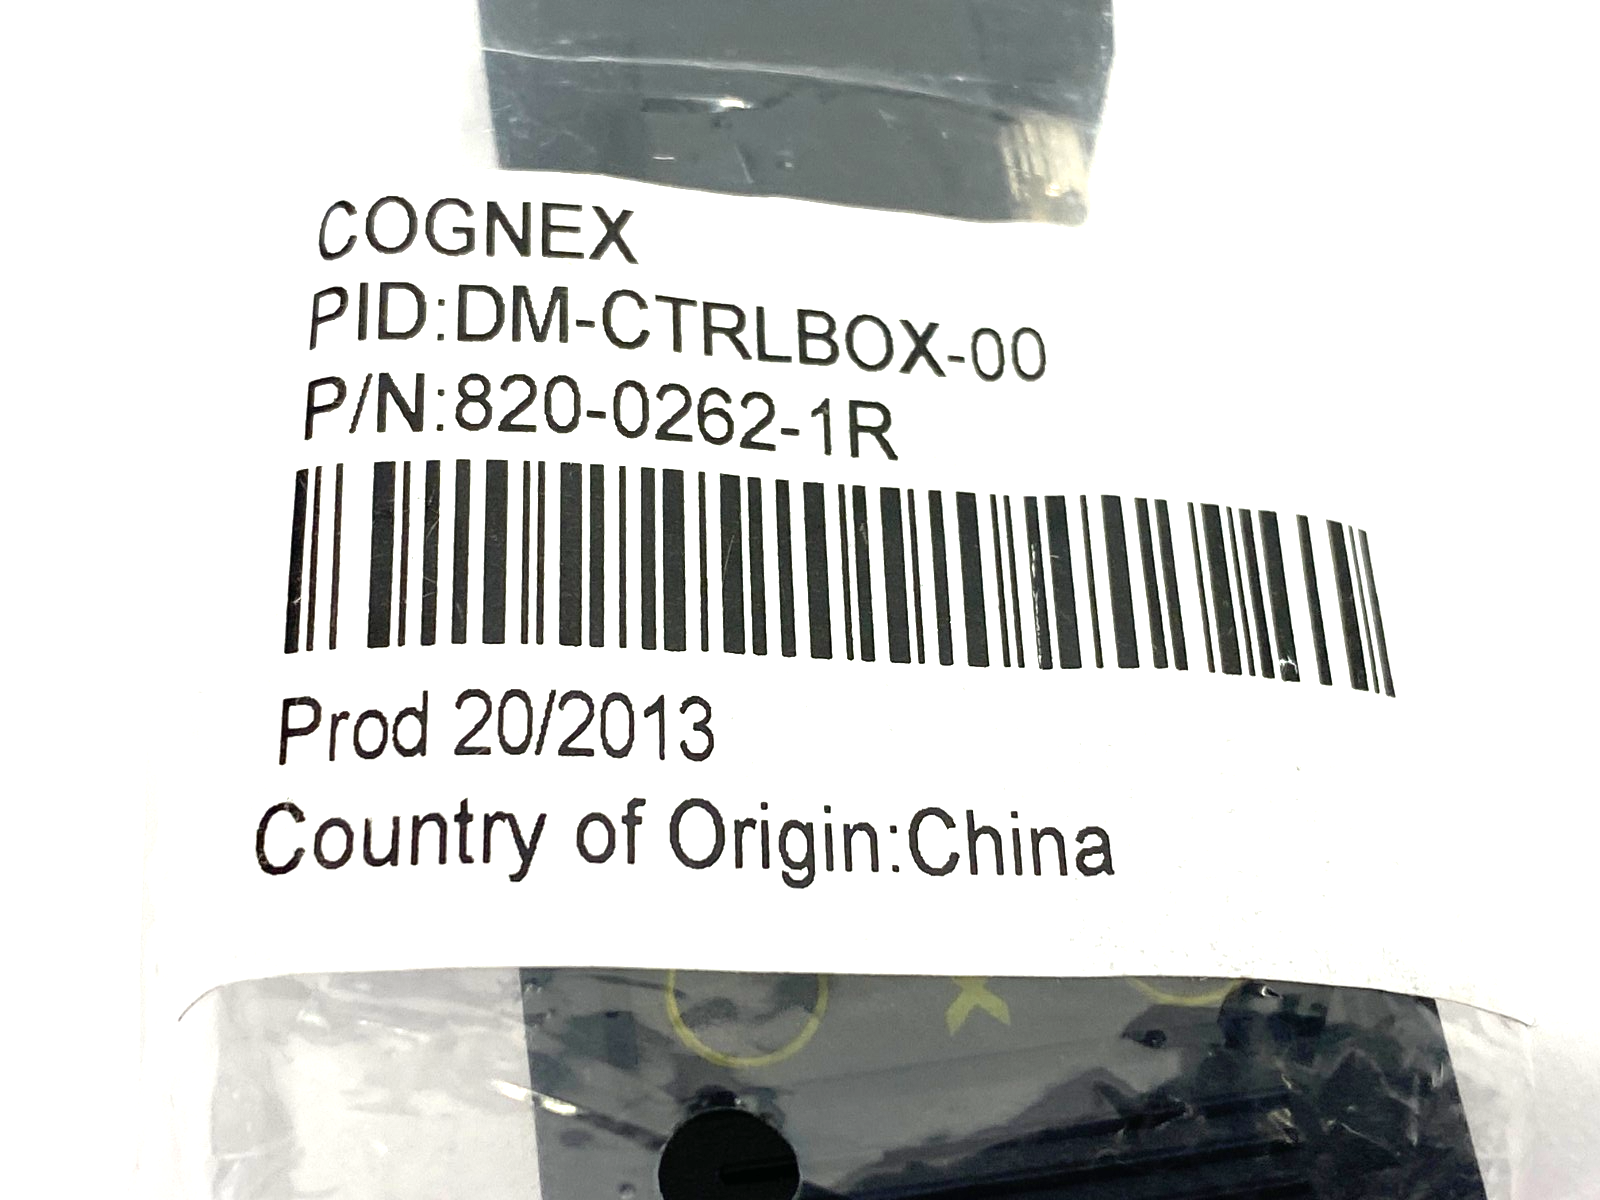 COGNEX
PID:DM-CTRLBOX-00
P/N:820-0262-1R
Prod 20/2013
Country of Origin:China